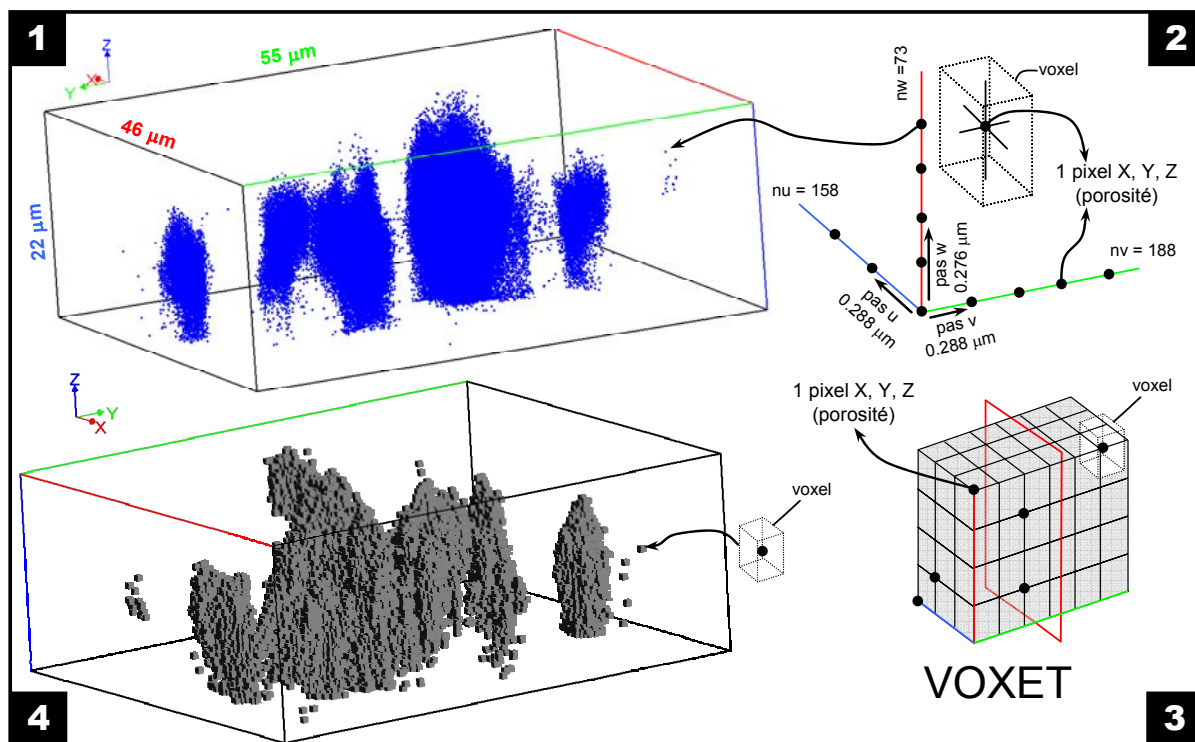 1
Z
X
Y
55 µm
46 µm
22 µm
2
nw =73
voxel
1 pixel X, Y, Z
(porosité)
nu = 158
pas w
0.276 µm
nv = 188
pas u
0.288 µm
pas v
0.288 µm
Z
Y
X
voxel
4
1 pixel X, Y, Z
(porosité)
voxel
VOXET
3